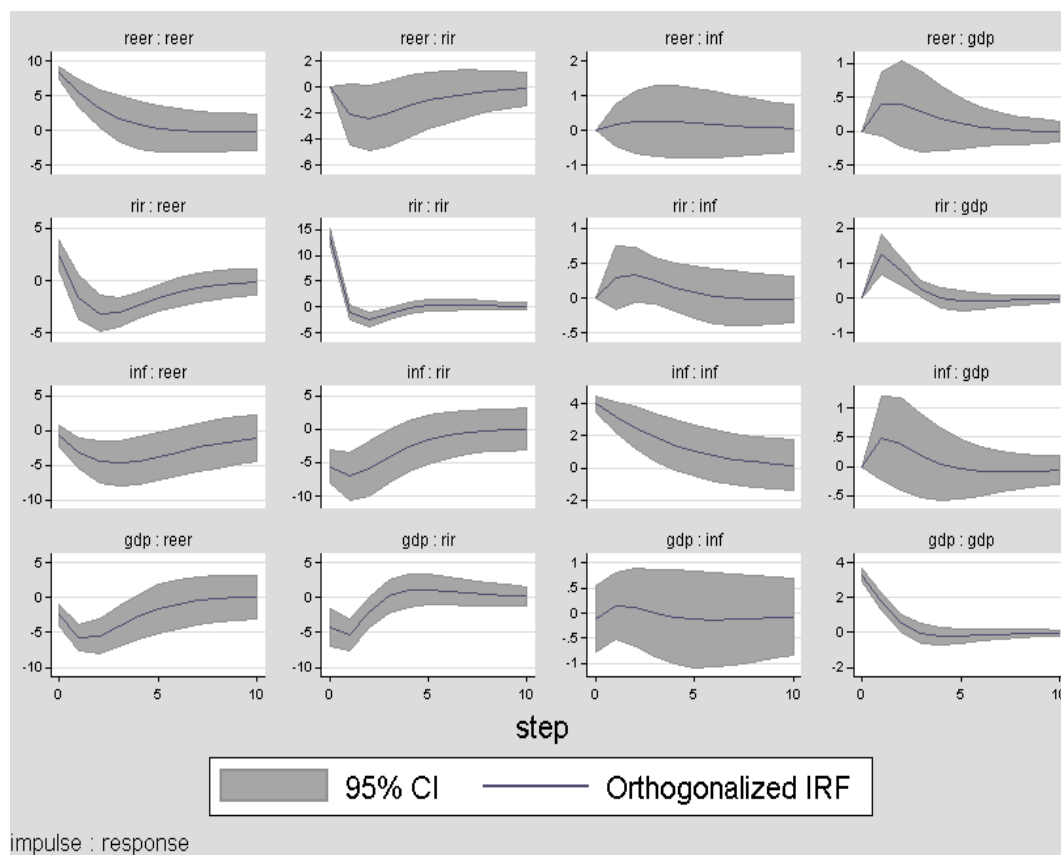 reer : reer reer : rir reer : inf reer : gdp
10 2 2 1
5 0 1 .5
0 -2 0 0
-5 -4 -1 -.5
-6
rir : reer rir : rir rir : inf rir : gdp
5 15 1 2
0 10 .5 1
-5 5 0 0
0 -.5 -1
-5
inf : reer inf : rir inf : inf inf : gdp
5 5 4 1
0 0 2 .5
-5 -5 0 0
-10 -10 -2 -.5
gdp : reer gdp : rir gdp : inf gdp : gdp
5 5 1 4
0 0 .5 2
-5 -5 0 0
-10 -10 -.5 -2
-1
0 5 10 0 5 10 0 5 10 0 5 10
step
95% CI Orthogonalized IRF
impulse : response